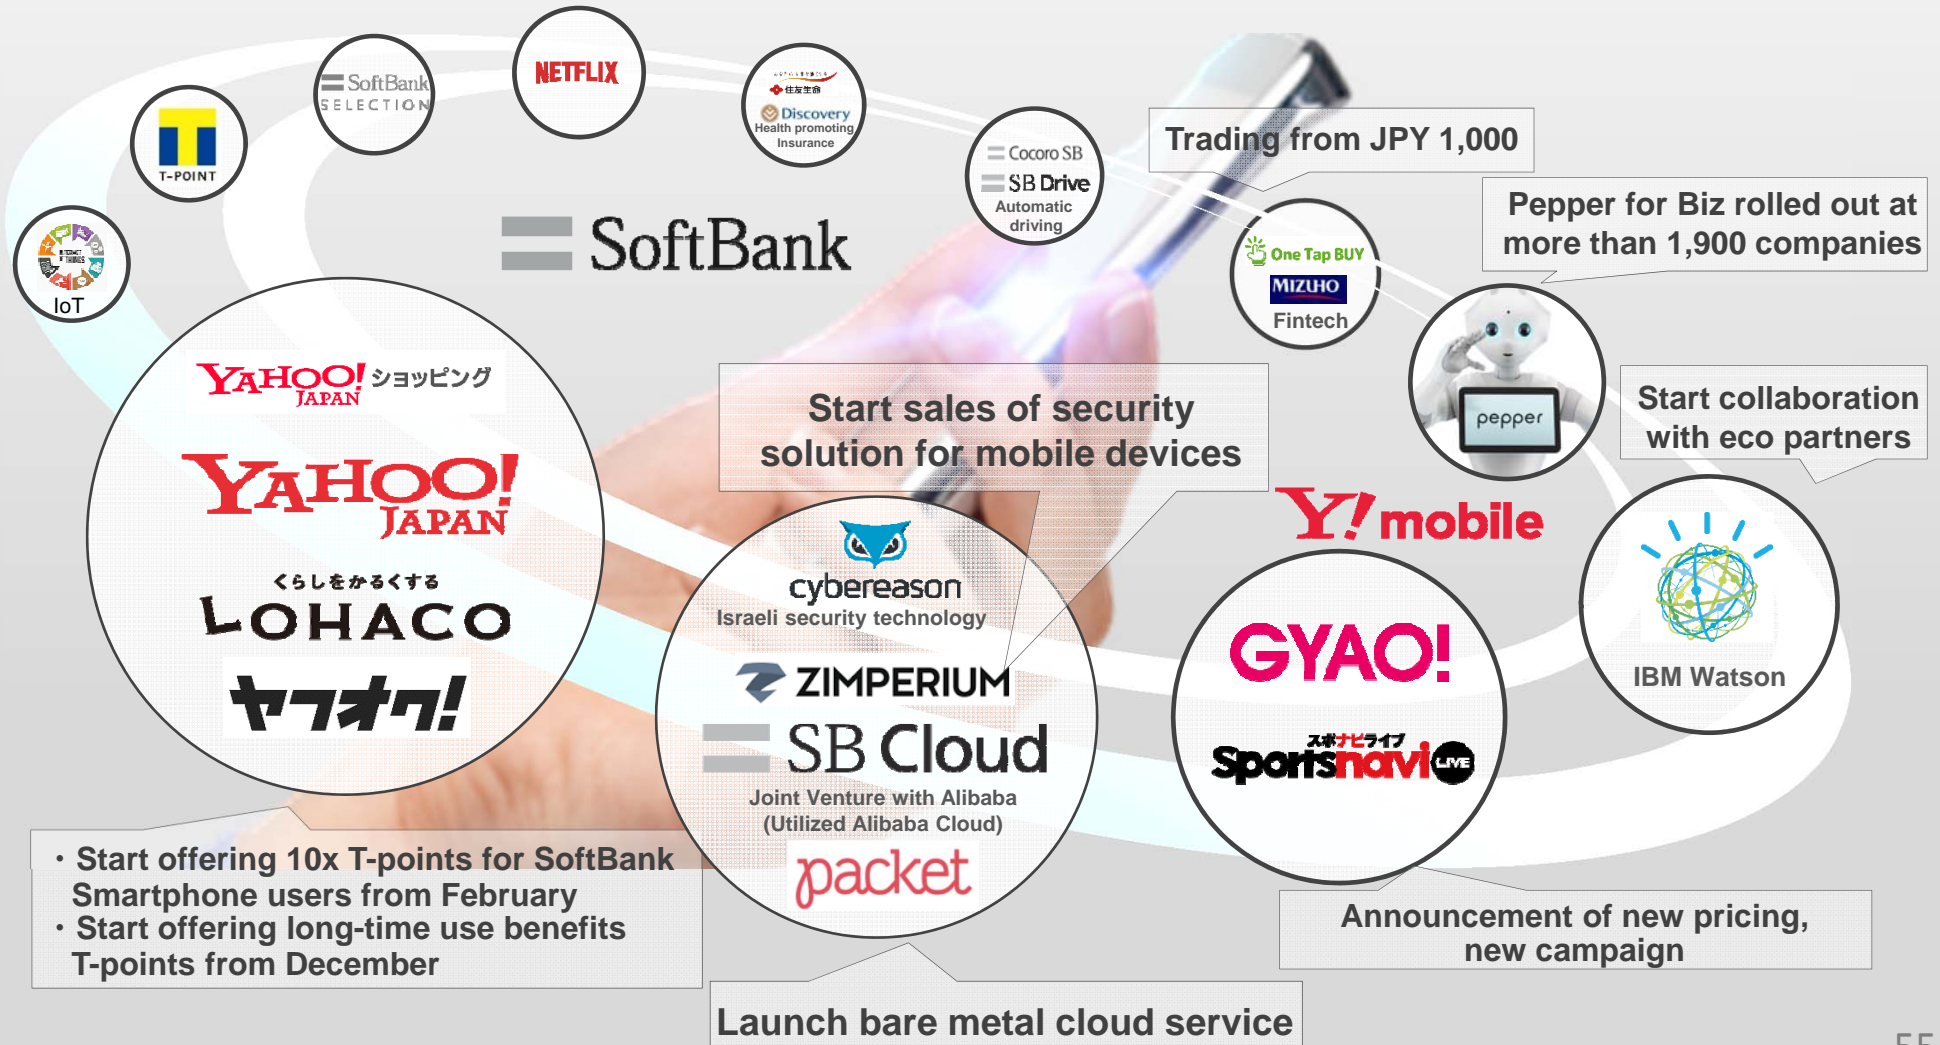 NETFLIX
SoftBank
SELECTION
住友生命
Discovery
Health promoting
Insurance
T-POINT
Cocoro SB
SB Drive
Automatic
driving
Trading from JPY 1,000
Pepper for Biz rolled out at
more than 1,900 companies
SoftBank
IoT
One Tap BUY
MIZUHO
Fintech
pepper
YAHOO! ショッピング
JAPAN
Start sales of security
solution for mobile devices
Start collaboration
with eco partners
YAHOO!
JAPAN
Y! mobile
cybereason
Israeli security technology
くらしをかるくする
LOHACO
GYAO!
IBM Watson
ZIMPERIUM
ヤフオク!
SB Cloud
スポナビライブ
Sportsnavi LIVE
Joint Venture with Alibaba
(Utilized Alibaba Cloud)
packet
・Start offering 10x T-points for SoftBank
Smartphone users from February
・Start offering long-time use benefits
T-points from December
Announcement of new pricing,
new campaign
Launch bare metal cloud service
55